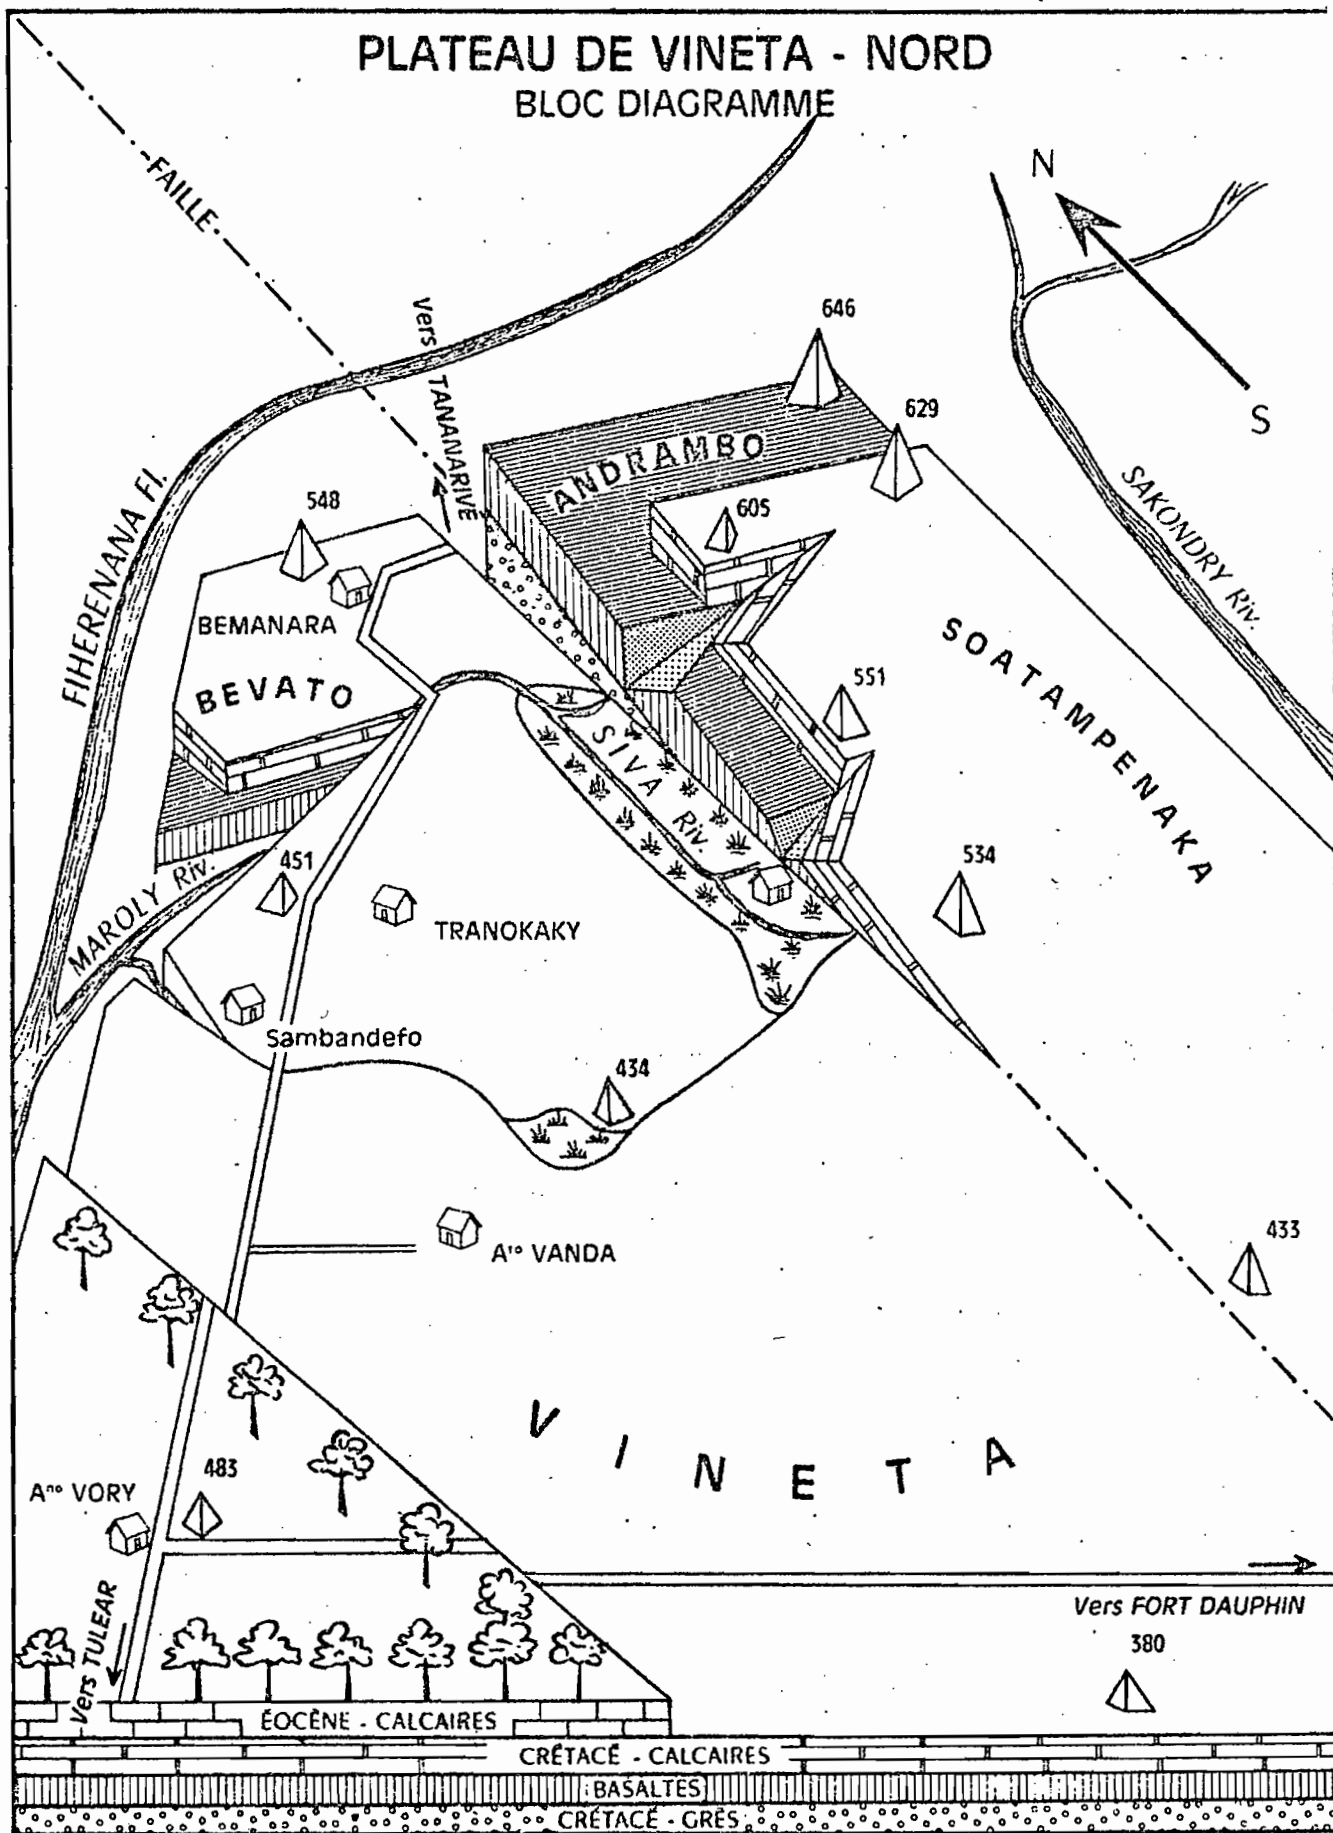 PLATEAU DE VINETA - NORD
BLOC DIAGRAMME
FAILLE
N
S
Vers TANANARIVE
646
629
ANDRAMBO
605
548
FIHERENANA Fl.
BEMANARA
BEVATO
SAKONDRY Riv.
SOATAMPENAKA
551
SIVA Riv.
534
451
MAROLY Riv.
TRANOKAKY
Sambandefo
434
Aᵗᵒ VANDA
433
VINETA
483
Aⁿᵒ VORY
Vers TULEAR
Vers FORT DAUPHIN
380
ÉOCÈNE - CALCAIRES
CRÉTACÉ - CALCAIRES
BASALTES
CRÉTACÉ - GRÈS